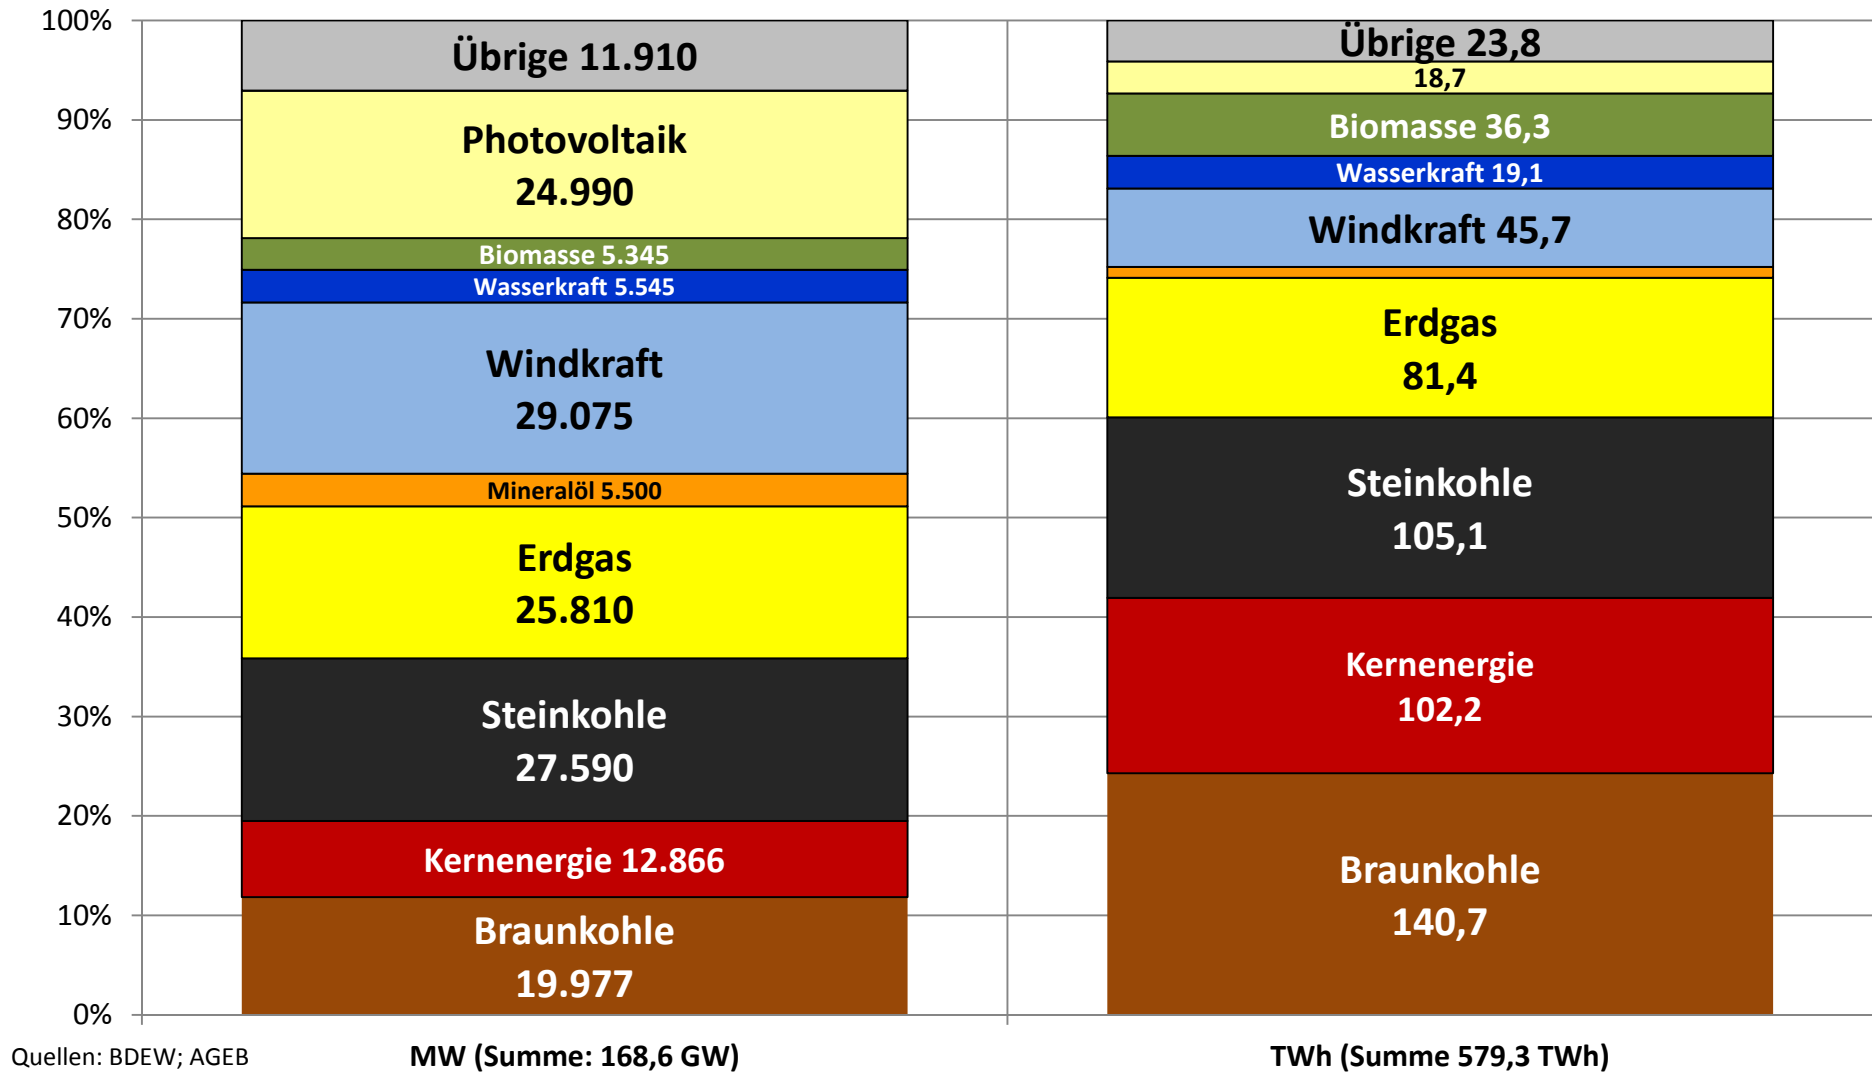 100%
90%
80%
70%
60%
50%
40%
30%
20%
10%
0%
Übrige 11.910
Photovoltaik
24.990
Biomasse 5.345
Wasserkraft 5.545
Windkraft
29.075
Mineralöl 5.500
Erdgas
25.810
Steinkohle
27.590
Kernenergie 12.866
Braunkohle
19.977
Übrige 23,8
18,7
Biomasse 36,3
Wasserkraft 19,1
Windkraft 45,7
Erdgas
81,4
Steinkohle
105,1
Kernenergie
102,2
Braunkohle
140,7
Quellen: BDEW; AGEB
MW (Summe: 168,6 GW)
TWh (Summe 579,3 TWh)